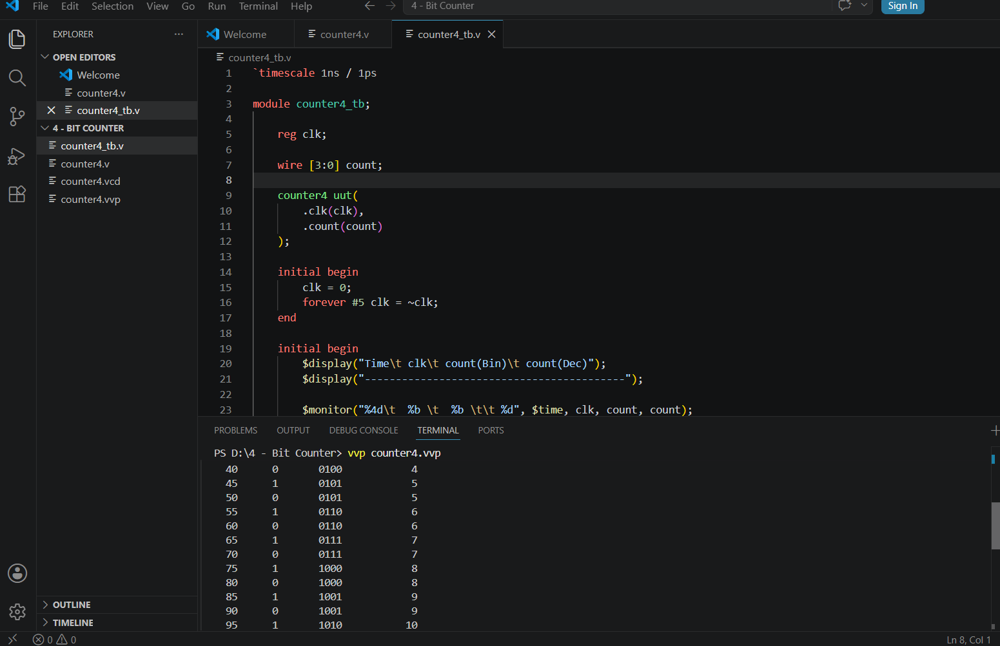 File Edit Selection View Go Run Terminal Help
4 - Bit Counter
Sign In
EXPLORER
OPEN EDITORS
Welcome
counter4.v
counter4_tb.v
4 - BIT COUNTER
counter4_tb.v
counter4.v
counter4.vcd
counter4.vvp
OUTLINE
TIMELINE
Welcome
counter4.v
counter4_tb.v
counter4_tb.v
1 `timescale 1ns / 1ps
2
3 module counter4_tb;
4
5 reg clk;
6
7 wire [3:0] count;
8
9 counter4 uut(
10 .clk(clk),
11 .count(count)
12 );
13
14 initial begin
15 clk = 0;
16 forever #5 clk = ~clk;
17 end
18
19 initial begin
20 $display("Time\t clk\t count(Bin)\t count(Dec)");
21 $display("------------------------------------------");
22
23 $monitor("%4d\t  %b \t  %b \t\t %d", $time, clk, count, count);
PROBLEMS OUTPUT DEBUG CONSOLE TERMINAL PORTS
PS D:\4 - Bit Counter> vvp counter4.vvp
40 0 0100 4
45 1 0101 5
50 0 0101 5
55 1 0110 6
60 0 0110 6
65 1 0111 7
70 0 0111 7
75 1 1000 8
80 0 1000 8
85 1 1001 9
90 0 1001 9
95 1 1010 10
0 0
Ln 8, Col 1